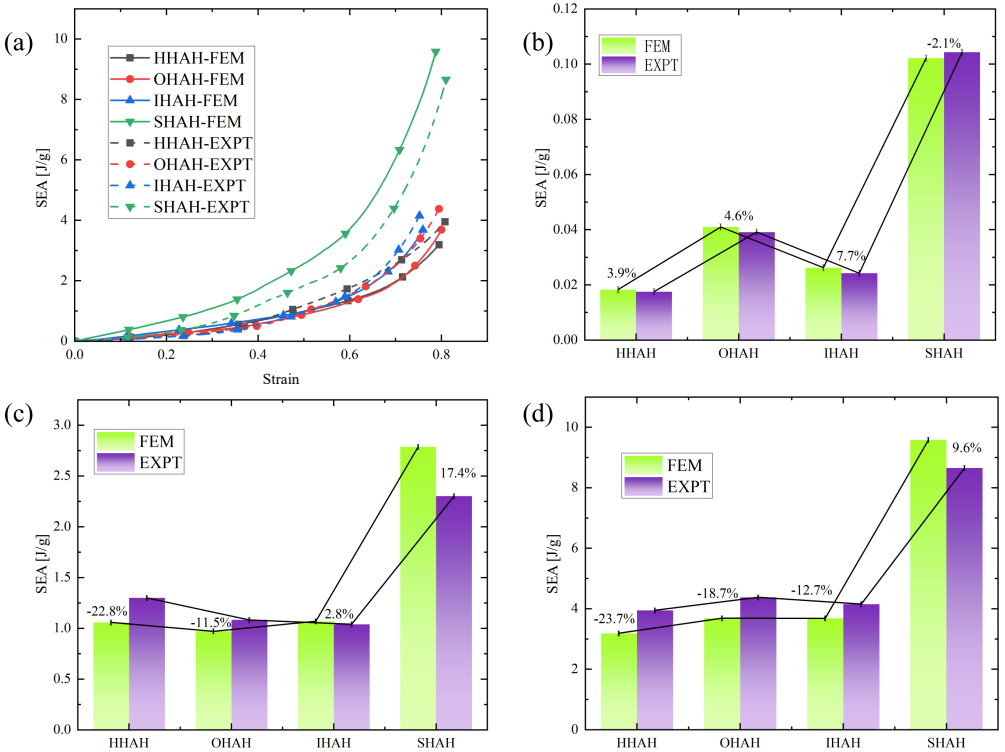 (a)
SEA [J/g]
10
8
6
4
2
0
0.0 0.2 0.4 0.6 0.8
Strain
HHAH-FEM
OHAH-FEM
IHAH-FEM
SHAH-FEM
HHAH-EXPT
OHAH-EXPT
IHAH-EXPT
SHAH-EXPT
(b)
SEA [J/g]
0.12
0.10
0.08
0.06
0.04
0.02
0.00
FEM
EXPT
3.9%
4.6%
7.7%
-2.1%
HHAH OHAH IHAH SHAH
(c)
SEA [J/g]
3.0
2.5
2.0
1.5
1.0
0.5
0.0
FEM
EXPT
-22.8%
-11.5%
2.8%
17.4%
HHAH OHAH IHAH SHAH
(d)
SEA [J/g]
10
8
6
4
2
0
FEM
EXPT
-23.7%
-18.7%
-12.7%
9.6%
HHAH OHAH IHAH SHAH